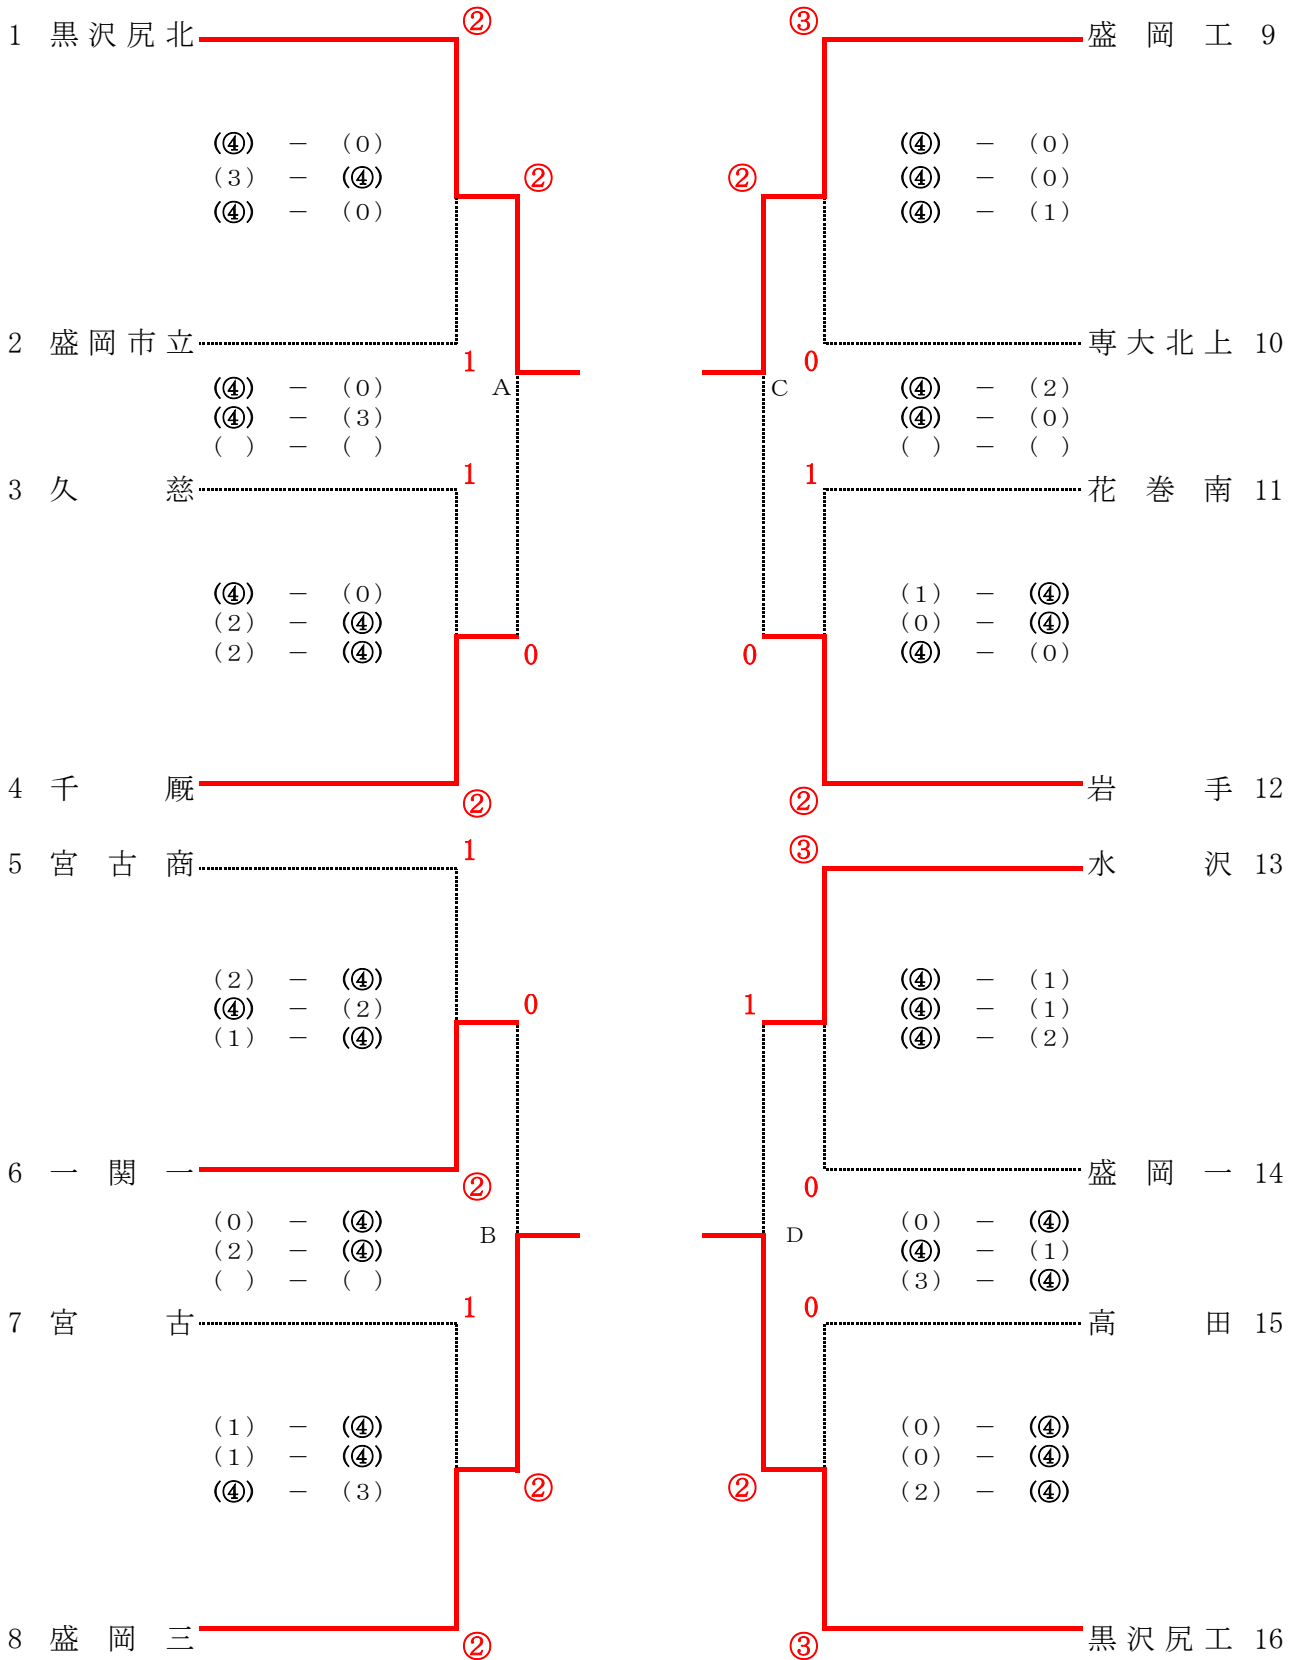 ② ③
1 黒沢尻北 盛岡工 9
(④) － (0) (④) － (0)
(3) － (④) ② ② (④) － (0)
(④) － (0) (④) － (1)
2 盛岡市立 専大北上 10
1 0
(④) － (0) A C (④) － (2)
(④) － (3) (④) － (0)
( ) － ( ) ( ) － ( )
1 1
3 久慈 花巻南 11
(④) － (0) (1) － (④)
(2) － (④) (0) － (④)
(2) － (④) 0 0 (④) － (0)
4 千厩 岩手 12
② ②
1 ③
5 宮古商 水沢 13
(2) － (④) (④) － (1)
(④) － (2) 0 1 (④) － (1)
(1) － (④) (④) － (2)
6 一関一 盛岡一 14
② 0
(0) － (④) B D (0) － (④)
(2) － (④) (④) － (1)
( ) － ( ) (3) － (④)
1 0
7 宮古 高田 15
(1) － (④) (0) － (④)
(1) － (④) (0) － (④)
(④) － (3) ② ② (2) － (④)
8 盛岡三 黒沢尻工 16
② ③